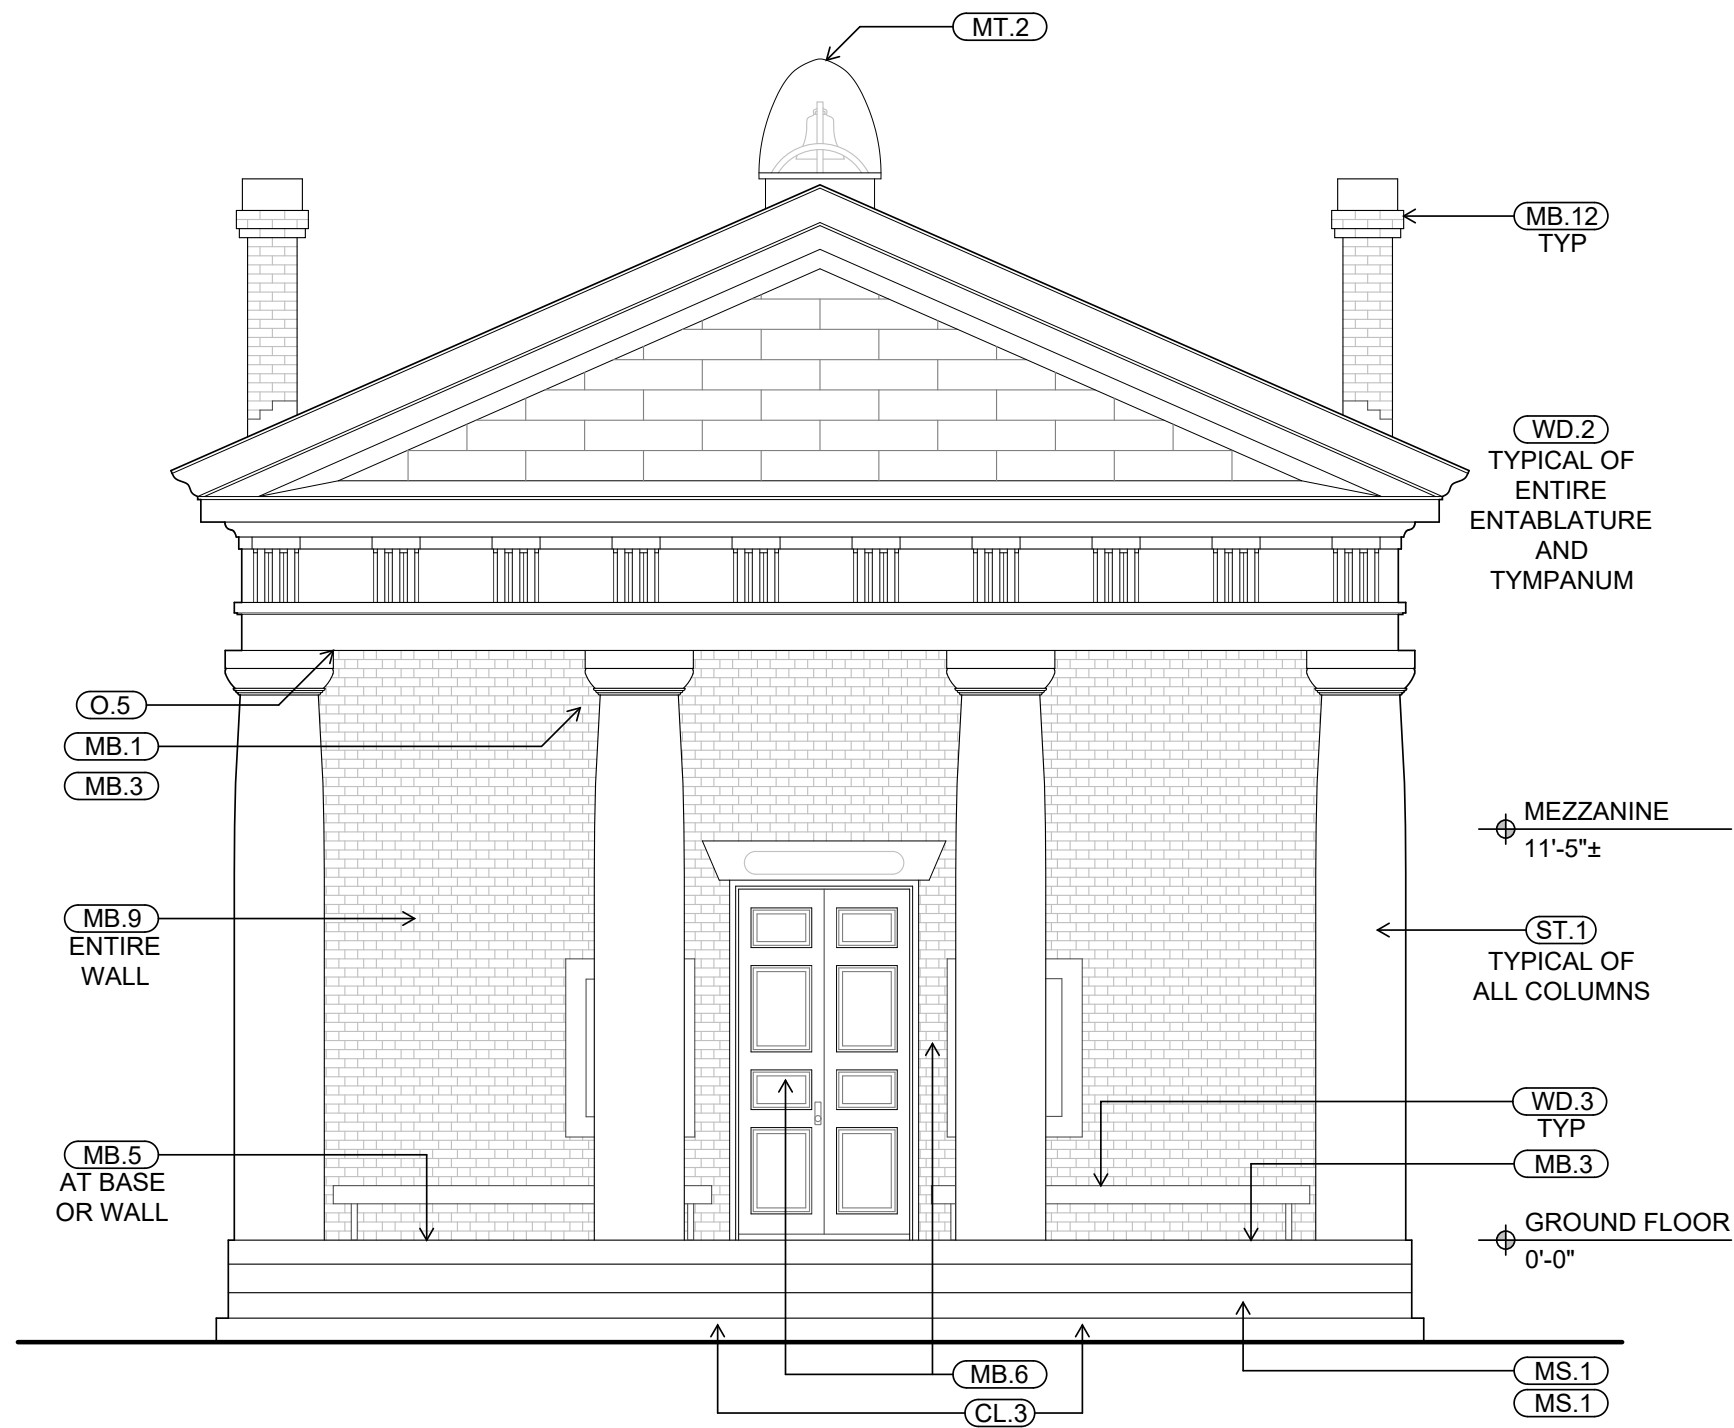 MT.2
MB.12
TYP
WD.2
TYPICAL OF
ENTIRE
ENTABLATURE
AND
TYMPANUM
O.5
MB.1
MB.3
MEZZANINE
11'-5"±
MB.9
ENTIRE
WALL
ST.1
TYPICAL OF
ALL COLUMNS
WD.3
TYP
MB.5
AT BASE
OR WALL
MB.3
GROUND FLOOR
0'-0"
MB.6
CL.3
MS.1
MS.1